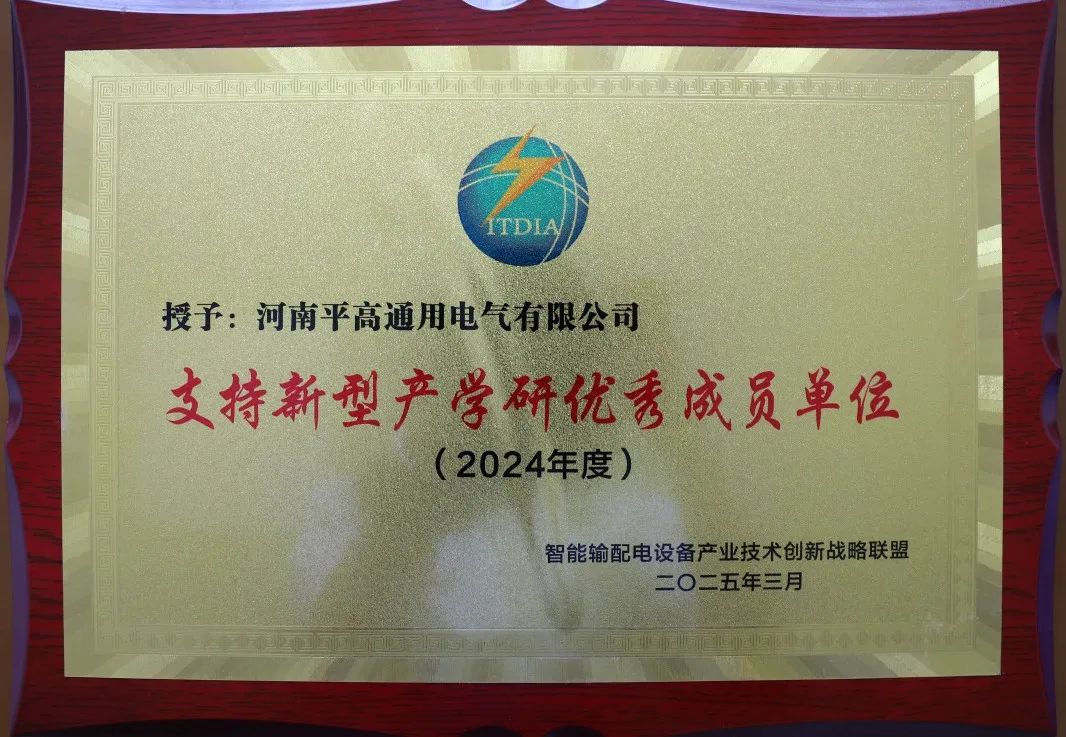 ITDIA
授予：河南平高通用电气有限公司
支持新型产学研优秀成员单位
（2024年度）
智能输配电设备产业技术创新战略联盟
二〇二五年三月